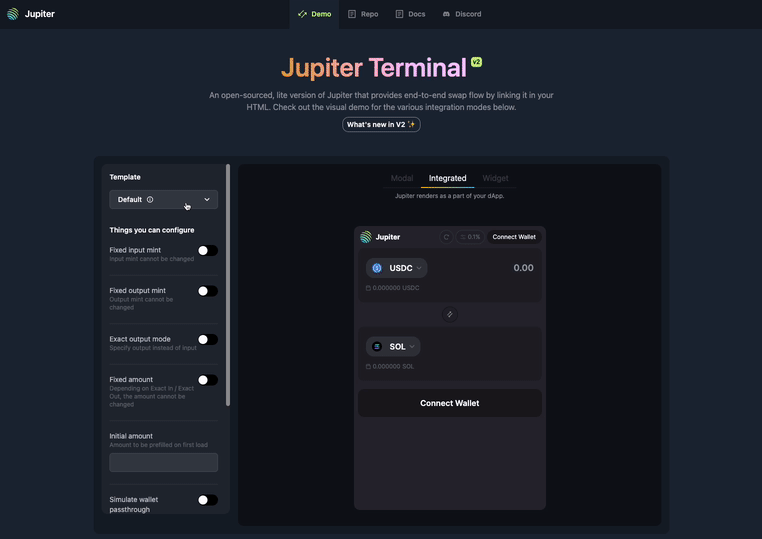 Jupiter
Demo
Repo
Docs
Discord
Jupiter Terminal v2
An open-sourced, lite version of Jupiter that provides end-to-end swap flow by linking it in your
HTML. Check out the visual demo for the various integration modes below.
What's new in V2 ✨
Template
Default
Things you can configure
Fixed input mint
Input mint cannot be changed
Fixed output mint
Output mint cannot be
changed
Exact output mode
Specify output instead of input
Fixed amount
Depending on Exact In / Exact
Out, the amount cannot be
changed
Initial amount
Amount to be prefilled on first load
Simulate wallet
passthrough
Modal
Integrated
Widget
Jupiter renders as a part of your dApp.
Jupiter
0.1%
Connect Wallet
USDC
0.00
0.000000 USDC
SOL
0.000000 SOL
Connect Wallet